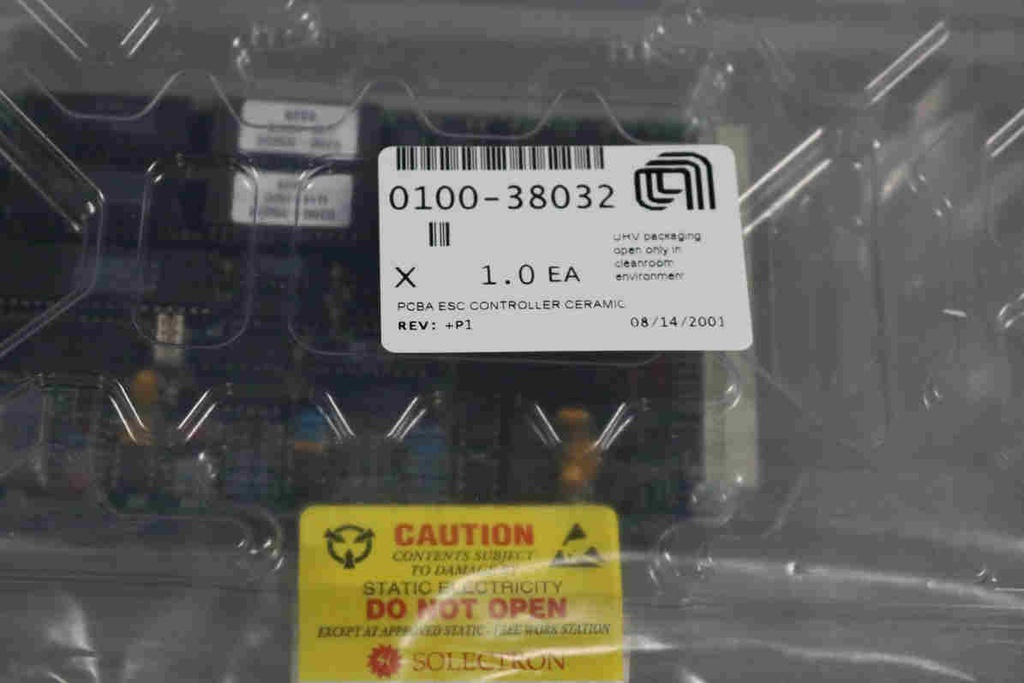 0100-38032
UHV packaging
open only in
cleanroom
environment
X 1.0 EA
PCBA ESC CONTROLLER CERAMIC
REV: +P1 08/14/2001
CAUTION
CONTENTS SUBJECT
TO DAMAGE BY
STATIC ELECTRICITY
DO NOT OPEN
EXCEPT AT APPROVED STATIC - FREE WORK STATION
SOLECTRON